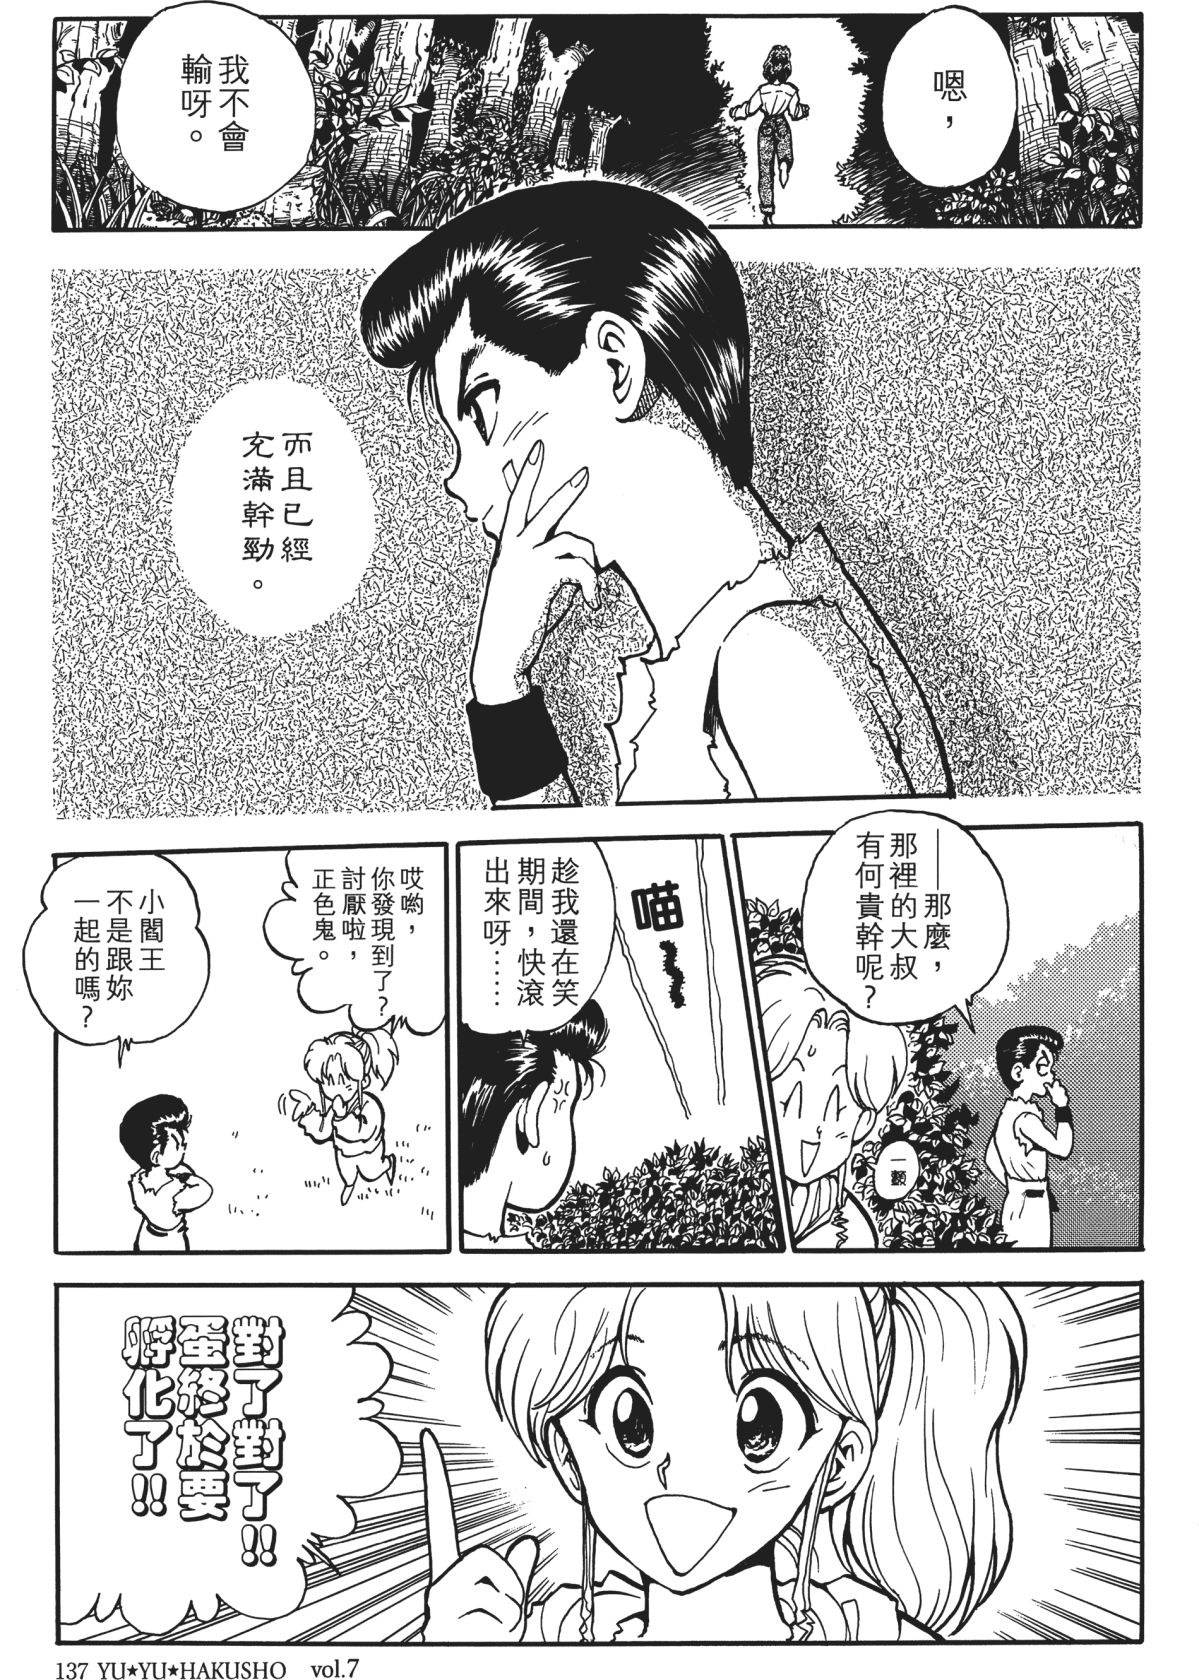 嗯，
我不會
輸呀。
而且已經
充滿幹勁。
——那麼，
那裡的大叔
有何貴幹呢？
一顫
喵～
趁我還在笑
期間，快滾
出來呀……
哎喲，
你發現到了？
討厭啦，
正色鬼。
小閻王
不是跟妳
一起的嗎？
對了對了!!
蛋終於要
孵化了!!
137 YU★YU★HAKUSHO vol.7